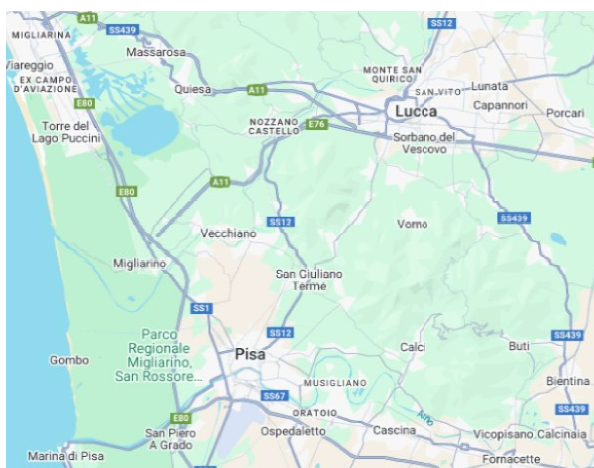 A11
SS439
SS12
MIGLIARINA
Massarosa
Viareggio
EX CAMPO
D'AVIAZIONE
E80
Quiesa
A11
MONTE SAN
QUIRICO
SAN VITO
Lunata
Capannori
Porcari
Lucca
Torre del
Lago Puccini
NOZZANO
CASTELLO
E76
Sorbano del
Vescovo
E80
A11
SS12
SS439
Vecchiano
Vorno
Migliarino
San Giuliano
Terme
SS1
Parco
Regionale
Migliarino,
San Rossore...
SS12
Pisa
Calci
Buti
SS439
Gombo
MUSIGLIANO
Bientina
SS67
ORATOIO
Arno
SS439
E80
San Piero
A Grado
Ospedaletto
Cascina
Vicopisano
Calcinaia
Marina di Pisa
Fornacette